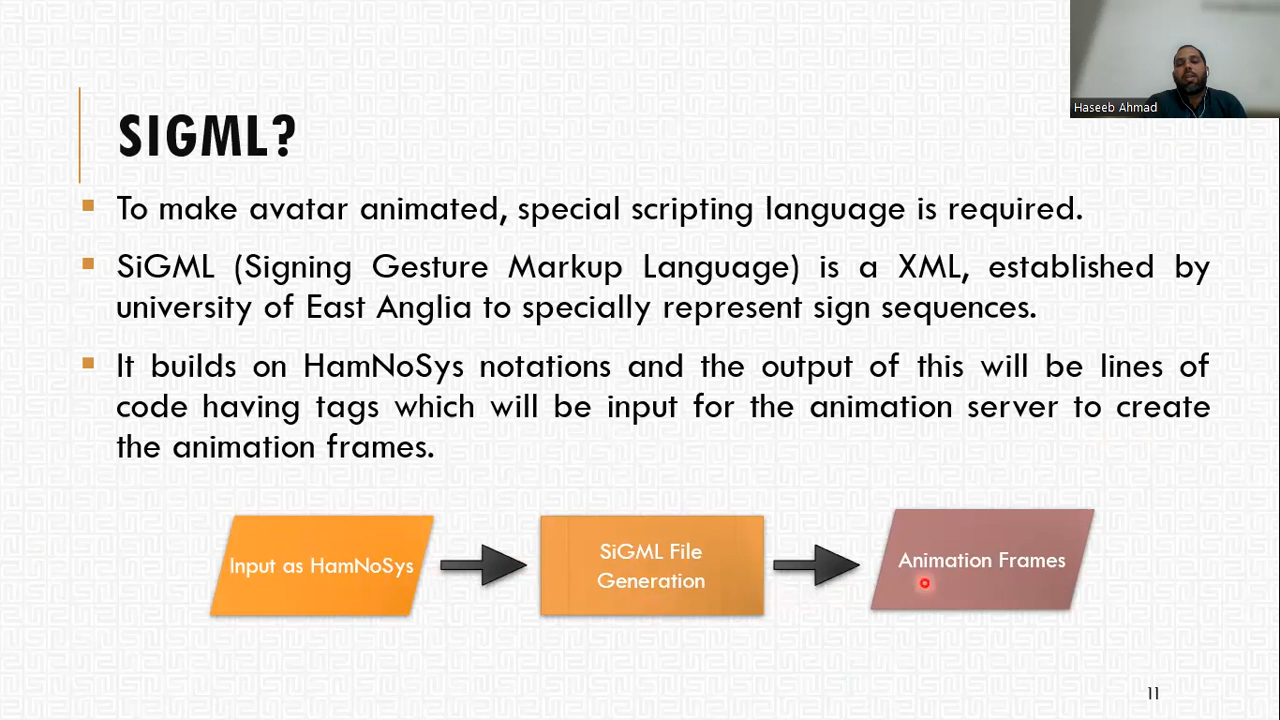 Haseeb Ahmad
SIGML?
▪ To make avatar animated, special scripting language is required.
▪ SiGML (Signing Gesture Markup Language) is a XML, established by
university of East Anglia to specially represent sign sequences.
▪ It builds on HamNoSys notations and the output of this will be lines of
code having tags which will be input for the animation server to create
the animation frames.
Input as HamNoSys
SiGML File
Generation
Animation Frames
11